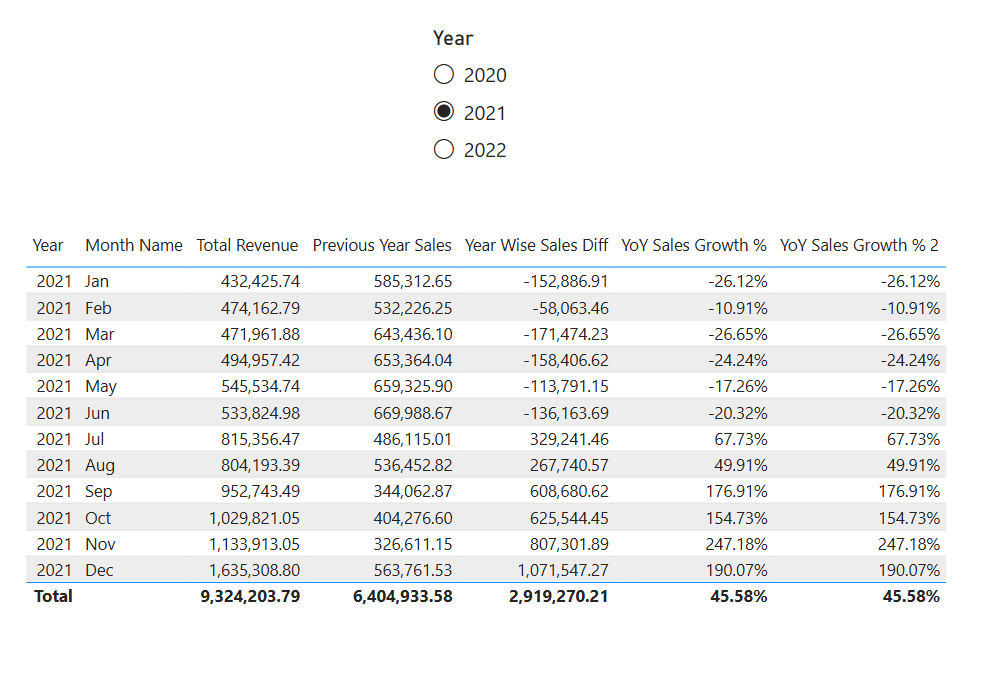 Year
2020
2021
2022
Year Month Name Total Revenue Previous Year Sales Year Wise Sales Diff YoY Sales Growth % YoY Sales Growth % 2
2021 Jan 432,425.74 585,312.65 -152,886.91 -26.12% -26.12%
2021 Feb 474,162.79 532,226.25 -58,063.46 -10.91% -10.91%
2021 Mar 471,961.88 643,436.10 -171,474.23 -26.65% -26.65%
2021 Apr 494,957.42 653,364.04 -158,406.62 -24.24% -24.24%
2021 May 545,534.74 659,325.90 -113,791.15 -17.26% -17.26%
2021 Jun 533,824.98 669,988.67 -136,163.69 -20.32% -20.32%
2021 Jul 815,356.47 486,115.01 329,241.46 67.73% 67.73%
2021 Aug 804,193.39 536,452.82 267,740.57 49.91% 49.91%
2021 Sep 952,743.49 344,062.87 608,680.62 176.91% 176.91%
2021 Oct 1,029,821.05 404,276.60 625,544.45 154.73% 154.73%
2021 Nov 1,133,913.05 326,611.15 807,301.89 247.18% 247.18%
2021 Dec 1,635,308.80 563,761.53 1,071,547.27 190.07% 190.07%
Total 9,324,203.79 6,404,933.58 2,919,270.21 45.58% 45.58%